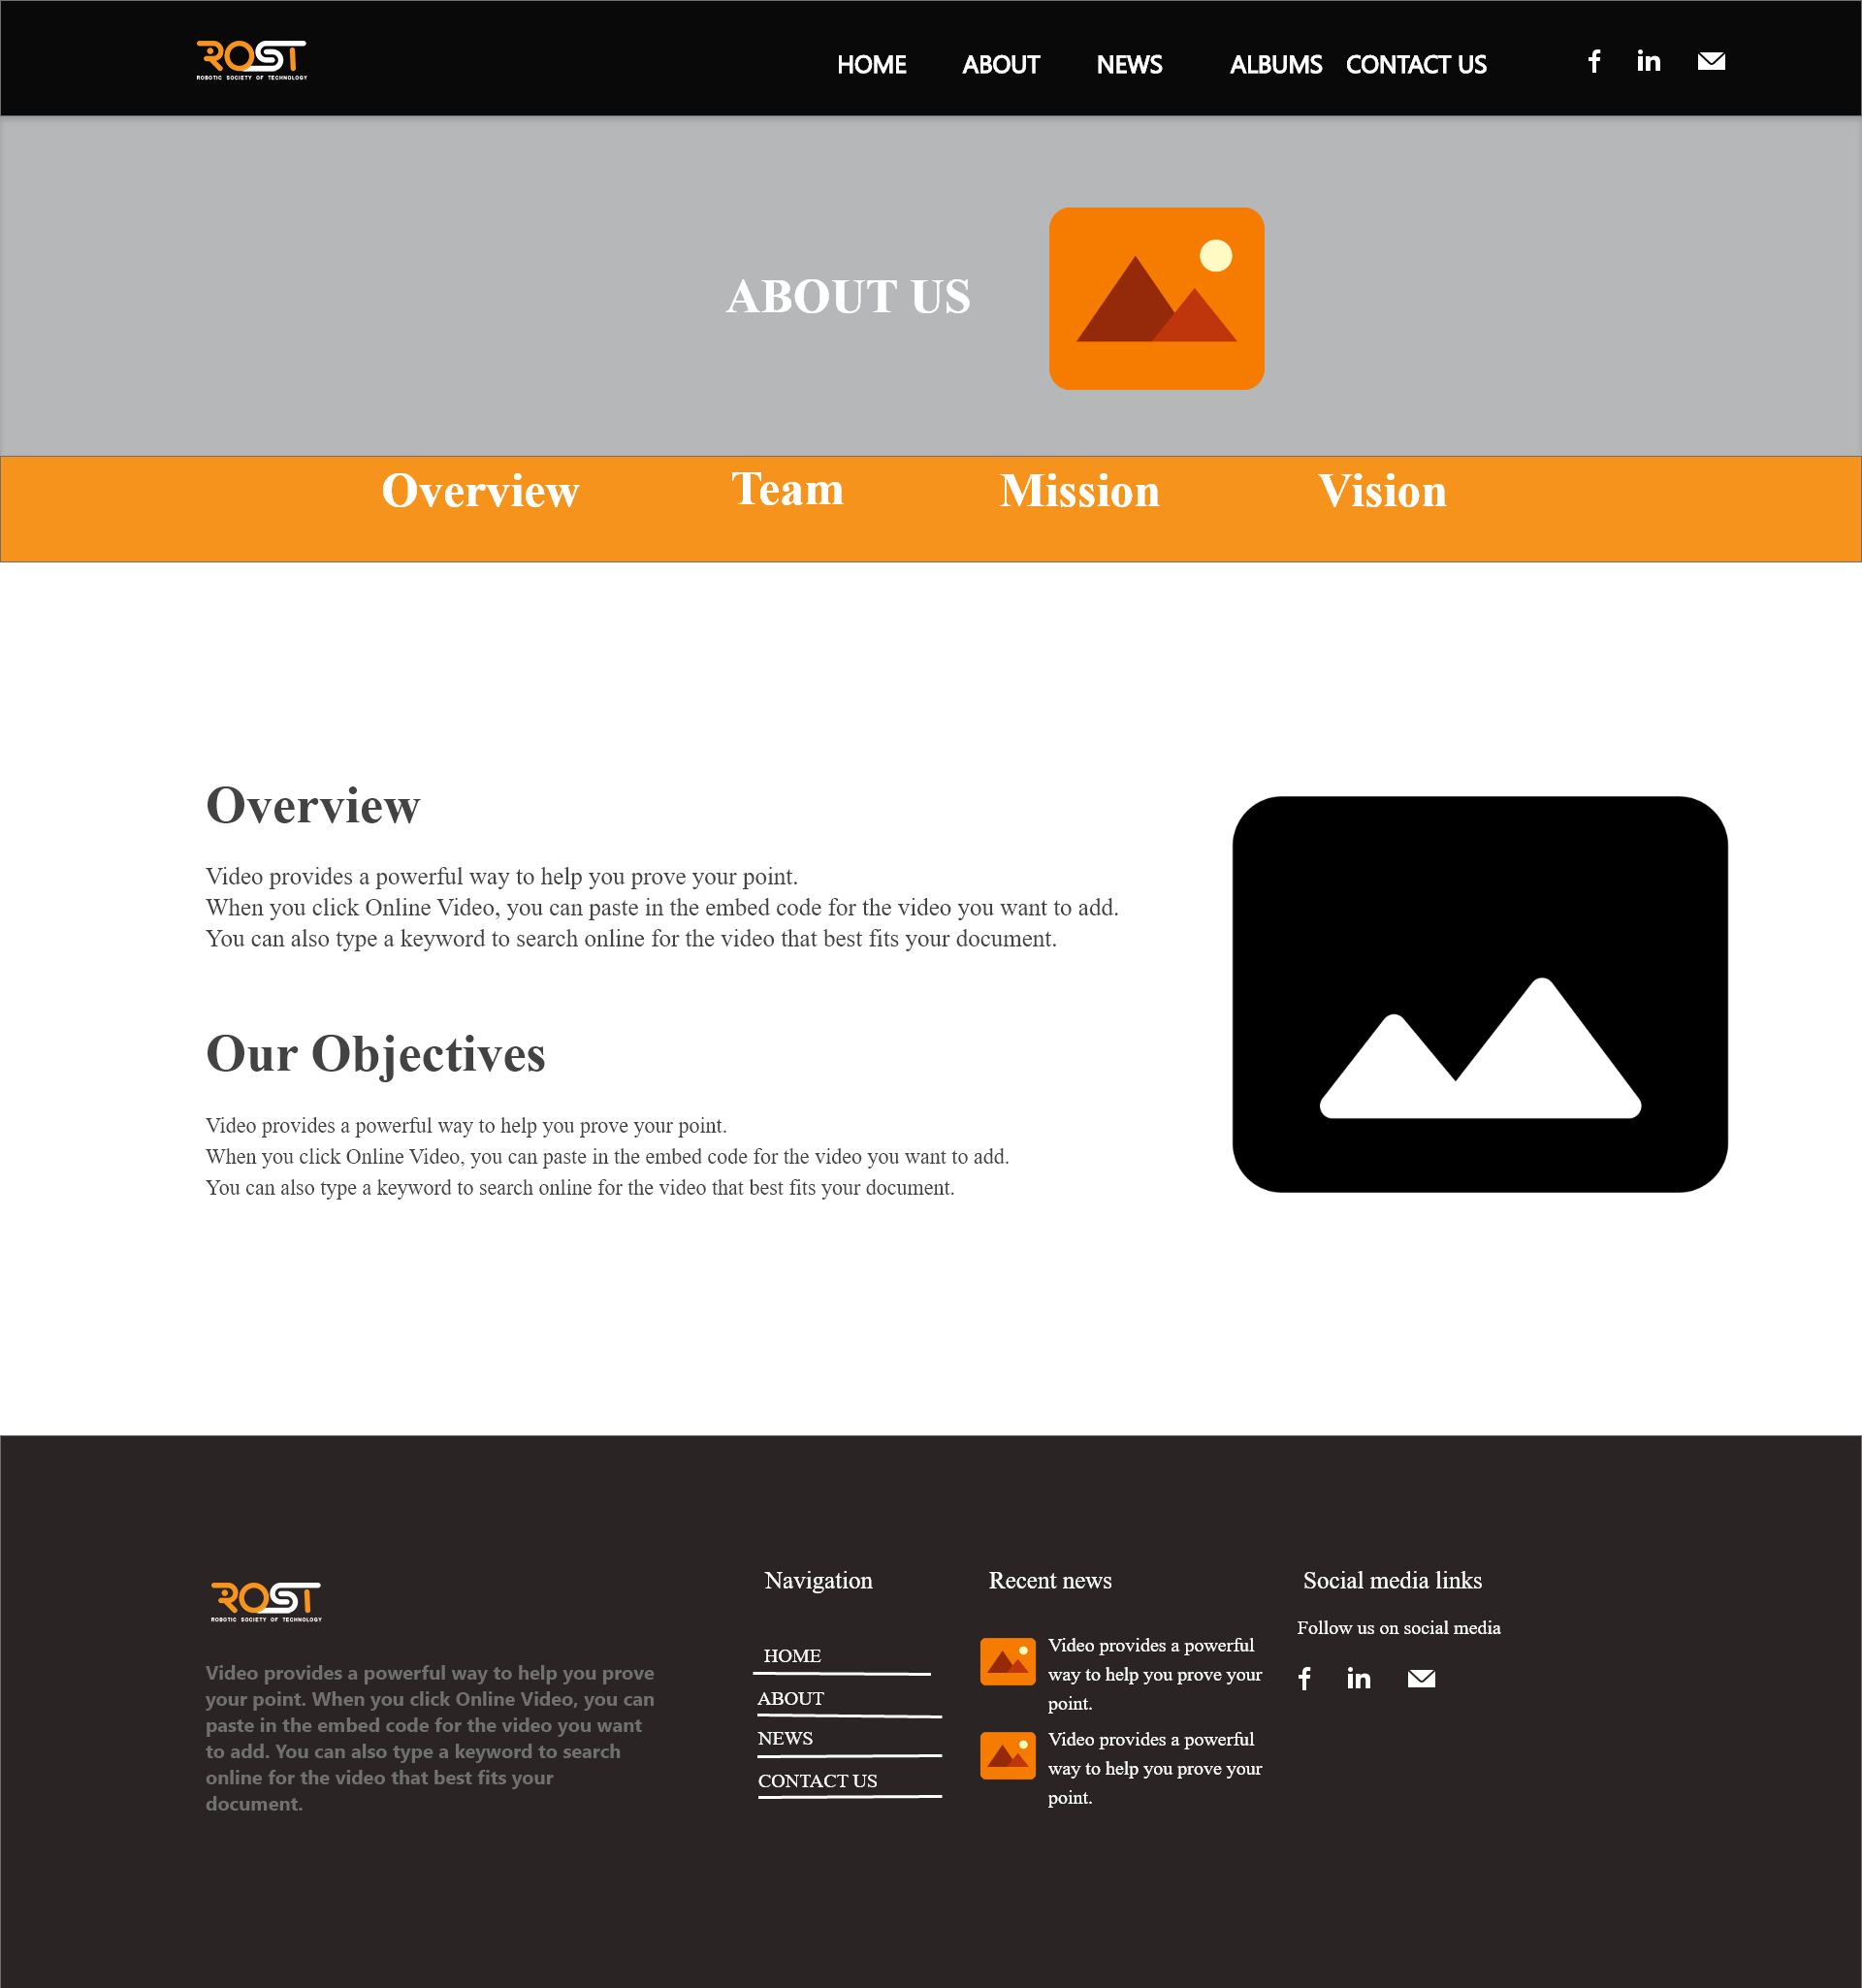 ROST
ROBOTIC SOCIETY OF TECHNOLOGY
HOME ABOUT NEWS ALBUMS CONTACT US
ABOUT US
Overview Team Mission Vision
Overview
Video provides a powerful way to help you prove your point.
When you click Online Video, you can paste in the embed code for the video you want to add.
You can also type a keyword to search online for the video that best fits your document.
Our Objectives
Video provides a powerful way to help you prove your point.
When you click Online Video, you can paste in the embed code for the video you want to add.
You can also type a keyword to search online for the video that best fits your document.
ROST
ROBOTIC SOCIETY OF TECHNOLOGY
Video provides a powerful way to help you prove
your point. When you click Online Video, you can
paste in the embed code for the video you want
to add. You can also type a keyword to search
online for the video that best fits your
document.
Navigation
HOME
ABOUT
NEWS
CONTACT US
Recent news
Video provides a powerful
way to help you prove your
point.
Video provides a powerful
way to help you prove your
point.
Social media links
Follow us on social media